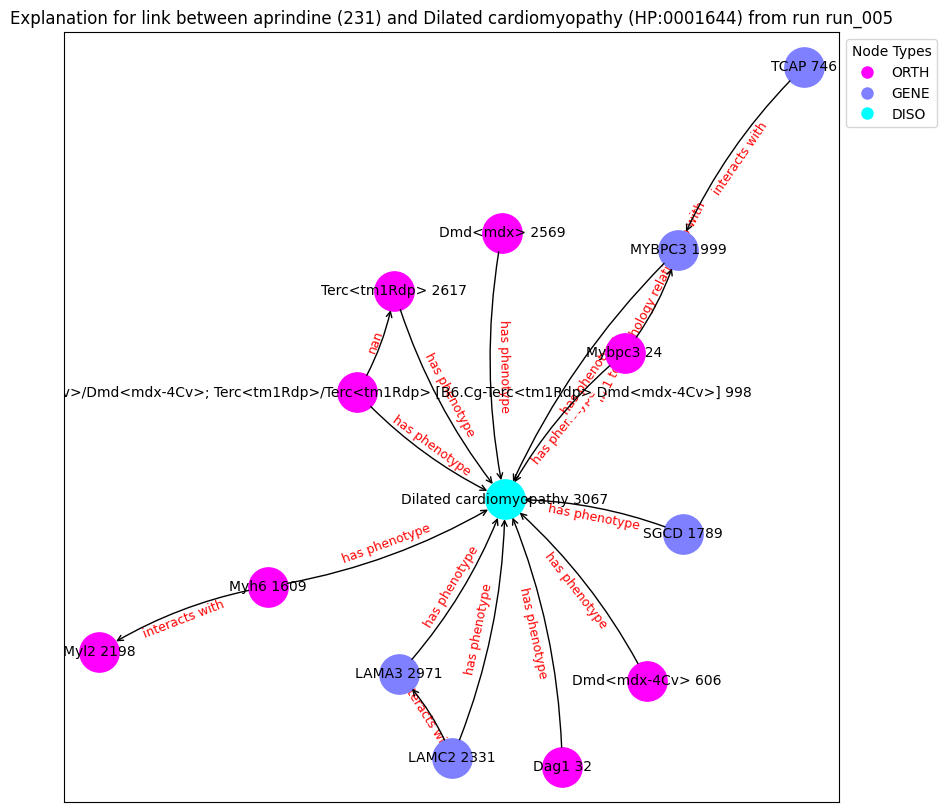 Explanation for link between aprindine (231) and Dilated cardiomyopathy (HP:0001644) from run run_005
Node Types
ORTH
GENE
DISO
TCAP 746
interacts with
with
MYBPC3 1999
Dmd<mdx> 2569
Terc<tm1Rdp> 2617
nan
has phenotype
has phenotype
Mybpc3 24
has phenotype
v>/Dmd<mdx-4Cv>; Terc<tm1Rdp>/Terc<tm1Rdp> [B6.Cg-Terc<tm1Rdp> Dmd<mdx-4Cv>] 998
has phenotype
Dilated cardiomyopathy 3067
has phenotype
SGCD 1789
has phenotype
Myh6 1609
interacts with
Myl2 2198
has phenotype
has phenotype
has phenotype
has phenotype
LAMA3 2971
Dmd<mdx-4Cv> 606
LAMC2 2331
Dag1 32